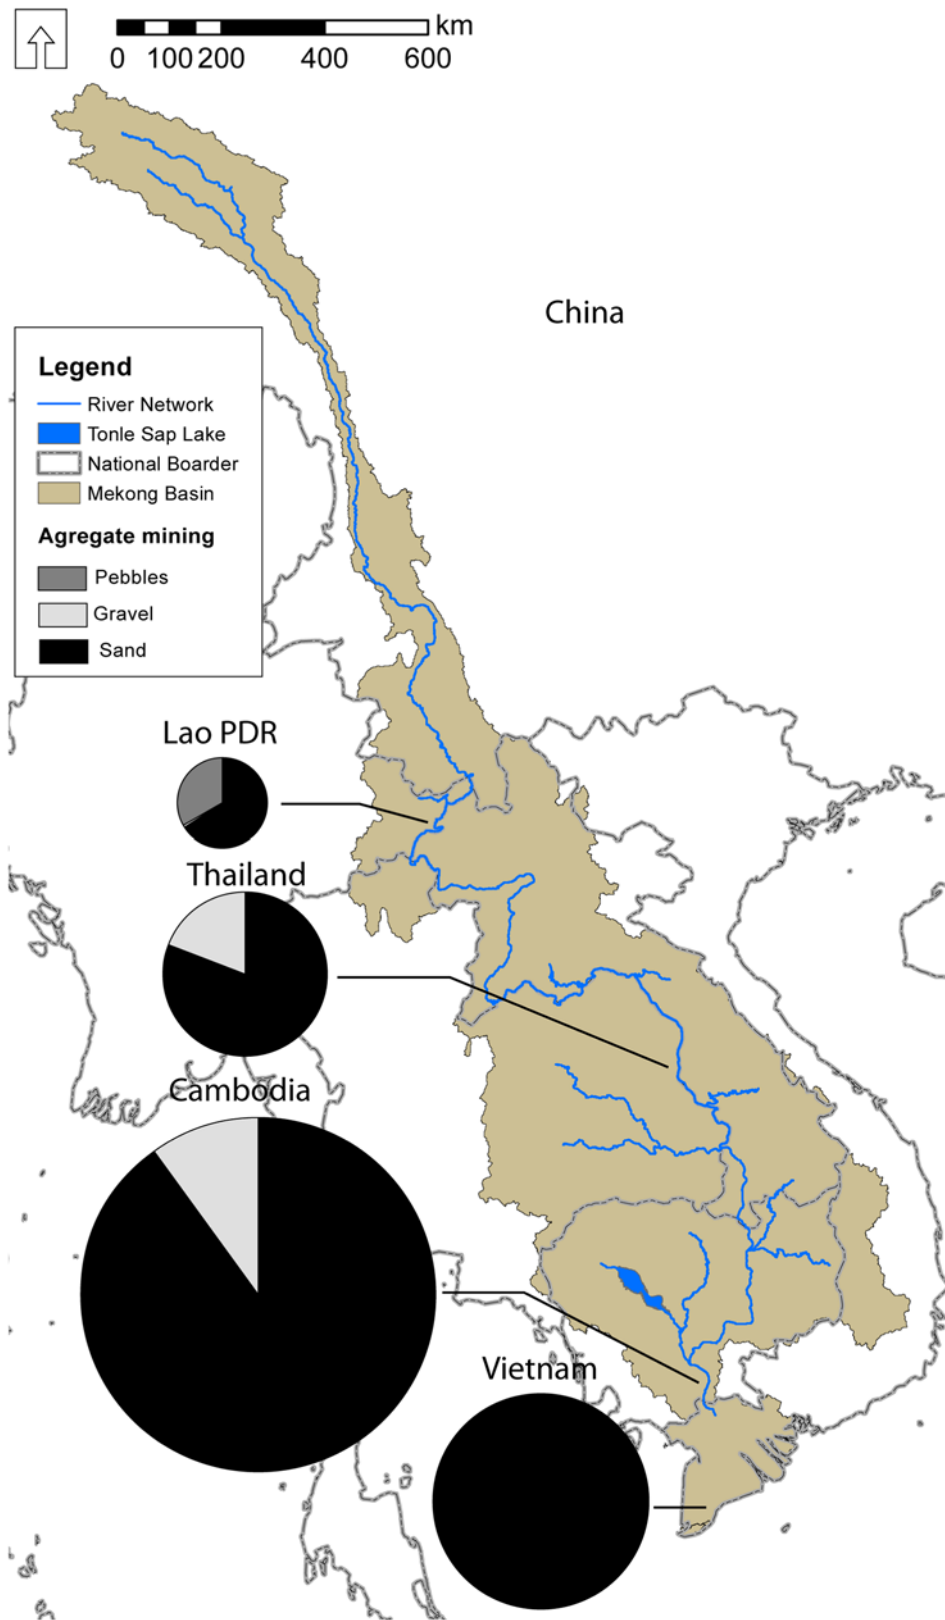 km
0 100 200 400 600
China
Legend
River Network
Tonle Sap Lake
National Boarder
Mekong Basin
Agregate mining
Pebbles
Gravel
Sand
Lao PDR
Thailand
Cambodia
Vietnam